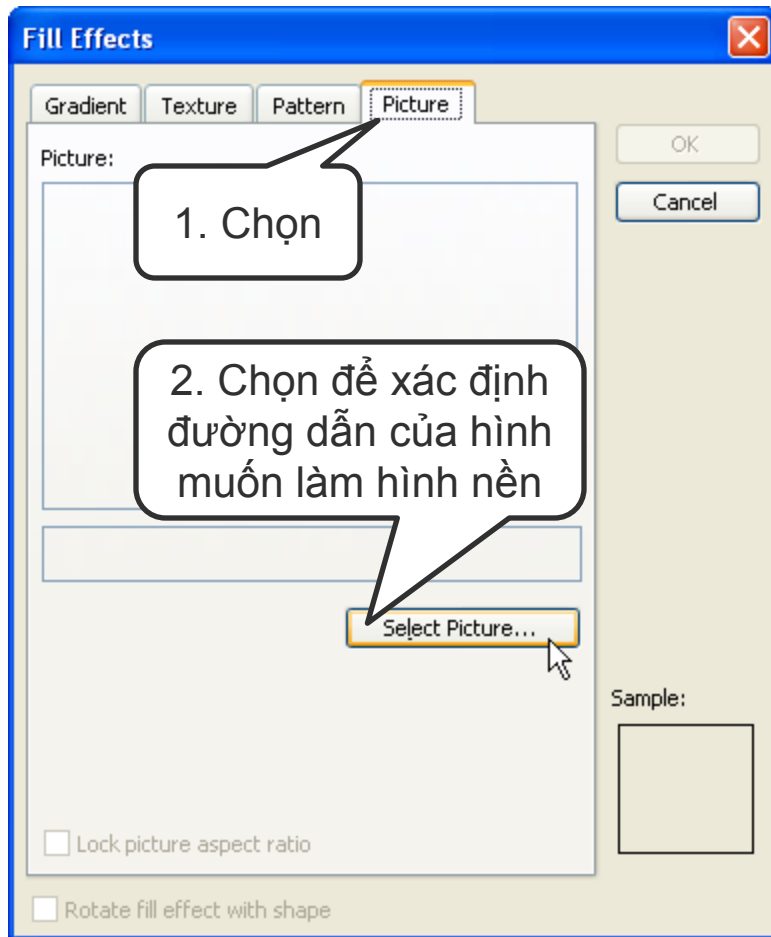 Fill Effects
Gradient Texture Pattern Picture
Picture:
OK
Cancel
1. Chọn
2. Chọn để xác định
đường dẫn của hình
muốn làm hình nền
Select Picture...
Sample:
Lock picture aspect ratio
Rotate fill effect with shape